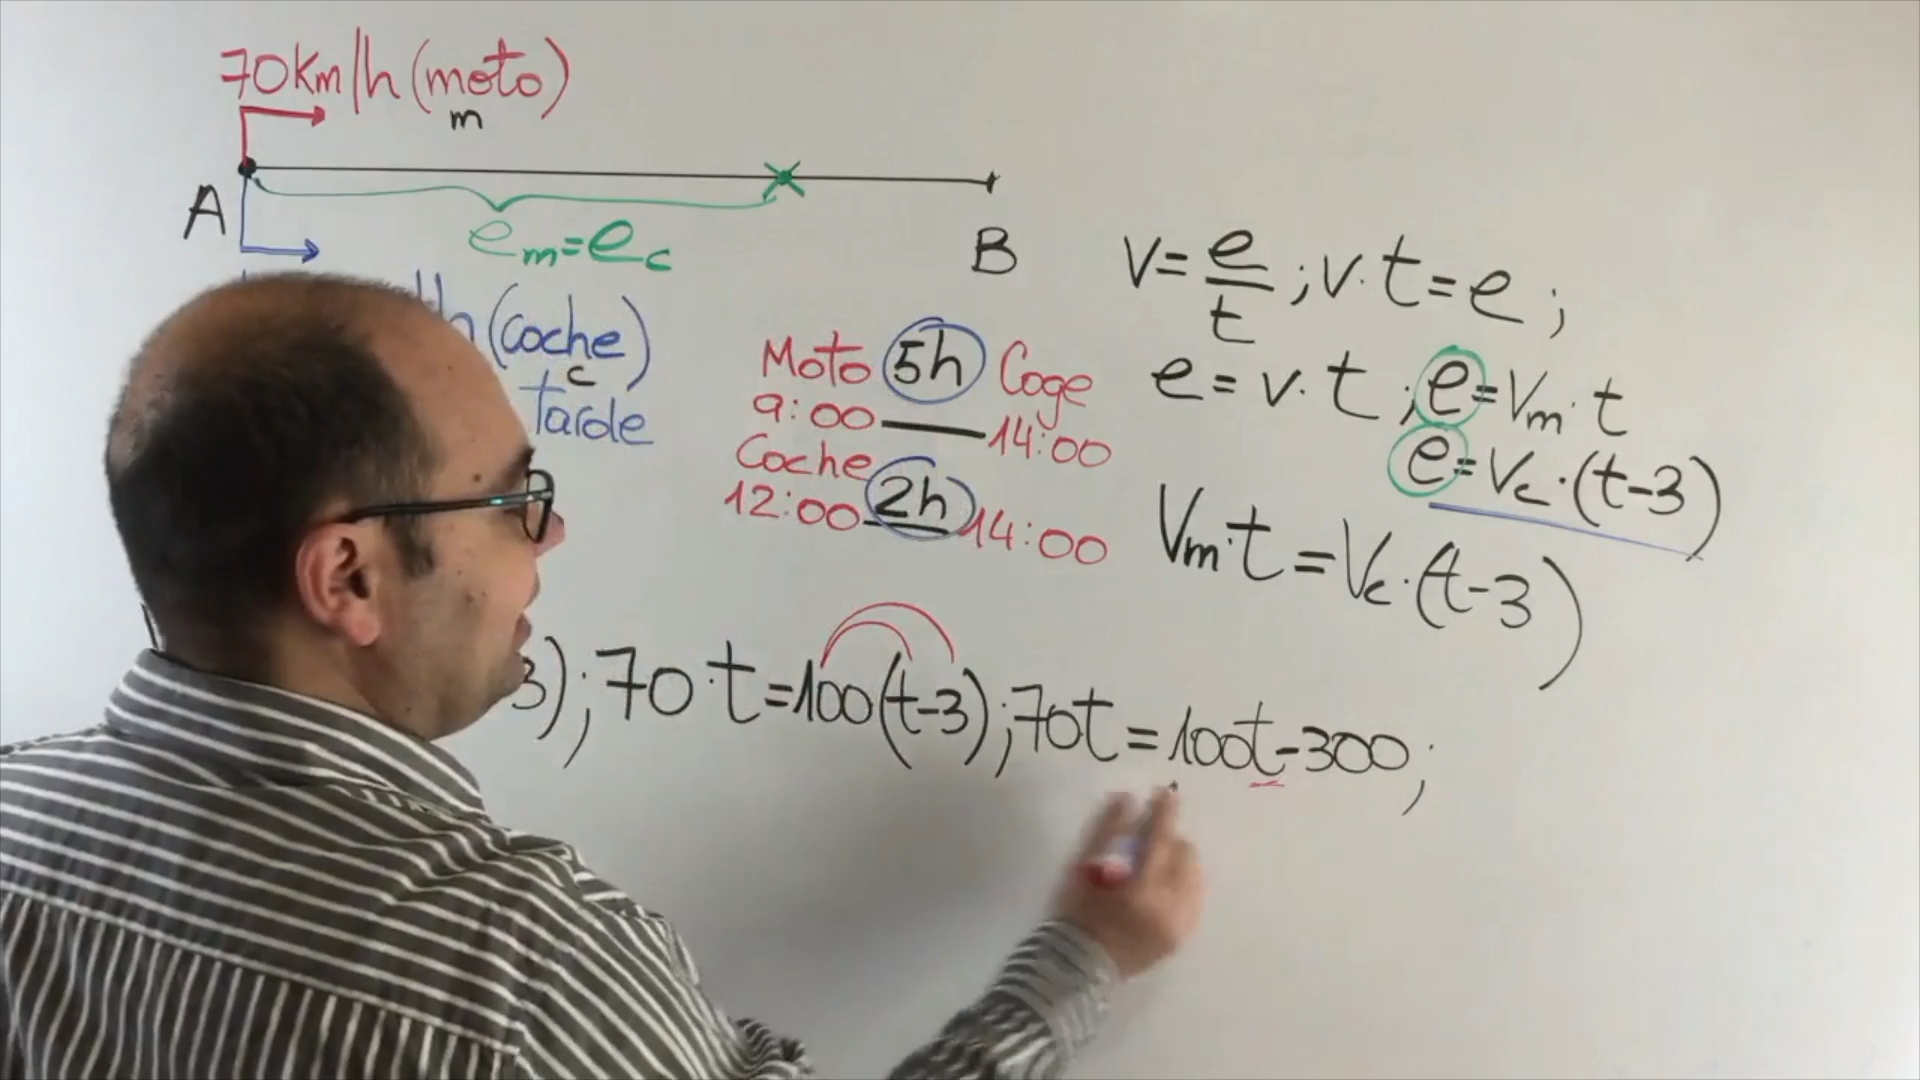 70Km/h (moto)
m
A
em=ec
B
h (coche)
c
Tarde
Moto 5h Coge
9:00 — 14:00
Coche
12:00 2h 14:00
V=e/t; v·t=e;
e=v·t; e=Vm·t
e=Vc·(t-3)
Vm·t=Vc·(t-3)
3); 70·t=100(t-3); 70t=100t-300;